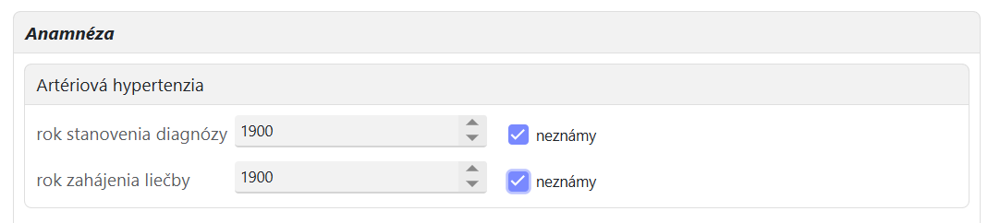 Anamnéza
Artériová hypertenzia
rok stanovenia diagnózy 1900 neznámy
rok zahájenia liečby 1900 neznámy